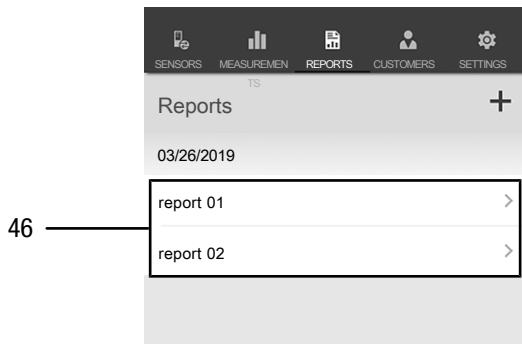 SENSORS MEASUREMEN REPORTS CUSTOMERS SETTINGS
TS
Reports +
03/26/2019
report 01 >
46
report 02 >